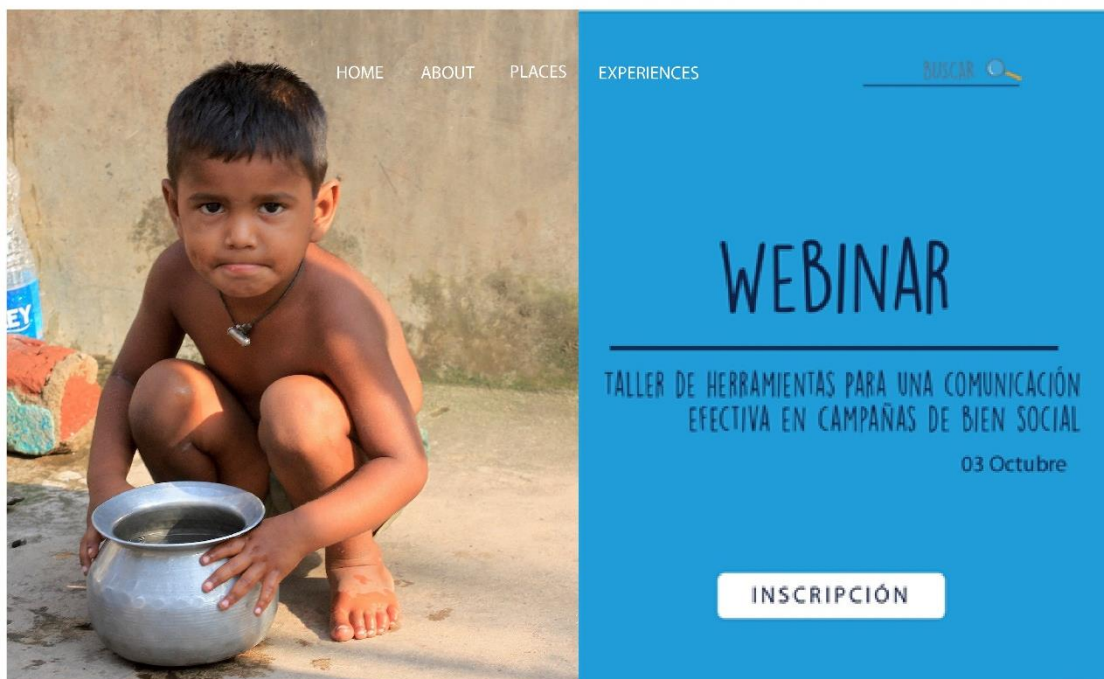 HOME ABOUT PLACES EXPERIENCES
BUSCAR
EY
WEBINAR
TALLER DE HERRAMIENTAS PARA UNA COMUNICACIÓN
EFECTIVA EN CAMPAÑAS DE BIEN SOCIAL
03 Octubre
INSCRIPCIÓN